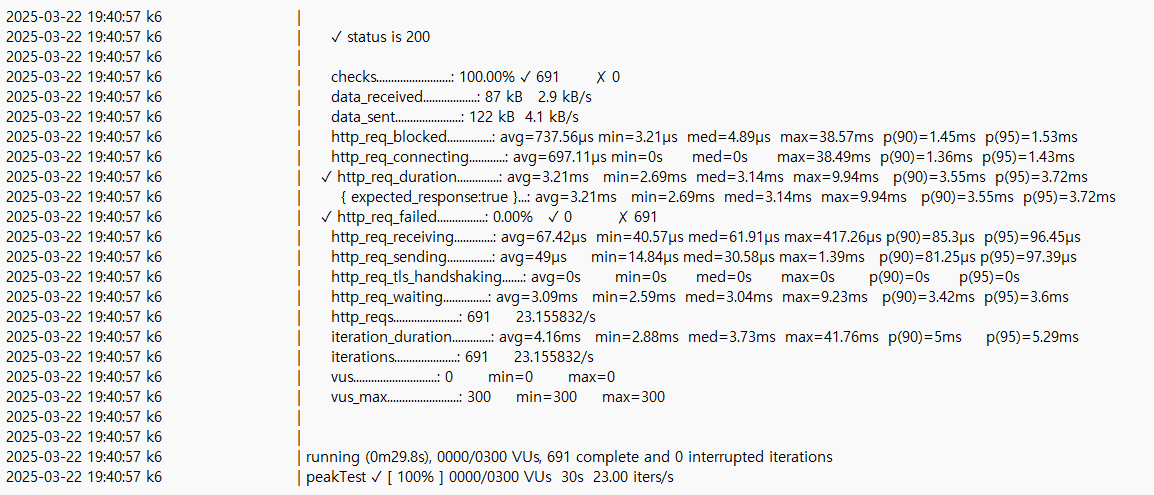 2025-03-22 19:40:57 k6 |
2025-03-22 19:40:57 k6 | ✓ status is 200
2025-03-22 19:40:57 k6 |
2025-03-22 19:40:57 k6 | checks.........................: 100.00% ✓ 691 ✗ 0
2025-03-22 19:40:57 k6 | data_received..................: 87 kB 2.9 kB/s
2025-03-22 19:40:57 k6 | data_sent......................: 122 kB 4.1 kB/s
2025-03-22 19:40:57 k6 | http_req_blocked...............: avg=737.56µs min=3.21µs med=4.89µs max=38.57ms p(90)=1.45ms p(95)=1.53ms
2025-03-22 19:40:57 k6 | http_req_connecting............: avg=697.11µs min=0s med=0s max=38.49ms p(90)=1.36ms p(95)=1.43ms
2025-03-22 19:40:57 k6 | ✓ http_req_duration..............: avg=3.21ms min=2.69ms med=3.14ms max=9.94ms p(90)=3.55ms p(95)=3.72ms
2025-03-22 19:40:57 k6 | { expected_response:true }...: avg=3.21ms min=2.69ms med=3.14ms max=9.94ms p(90)=3.55ms p(95)=3.72ms
2025-03-22 19:40:57 k6 | ✓ http_req_failed................: 0.00% ✓ 0 ✗ 691
2025-03-22 19:40:57 k6 | http_req_receiving.............: avg=67.42µs min=40.57µs med=61.91µs max=417.26µs p(90)=85.3µs p(95)=96.45µs
2025-03-22 19:40:57 k6 | http_req_sending...............: avg=49µs min=14.84µs med=30.58µs max=1.39ms p(90)=81.25µs p(95)=97.39µs
2025-03-22 19:40:57 k6 | http_req_tls_handshaking.......: avg=0s min=0s med=0s max=0s p(90)=0s p(95)=0s
2025-03-22 19:40:57 k6 | http_req_waiting...............: avg=3.09ms min=2.59ms med=3.04ms max=9.23ms p(90)=3.42ms p(95)=3.6ms
2025-03-22 19:40:57 k6 | http_reqs......................: 691 23.155832/s
2025-03-22 19:40:57 k6 | iteration_duration.............: avg=4.16ms min=2.88ms med=3.73ms max=41.76ms p(90)=5ms p(95)=5.29ms
2025-03-22 19:40:57 k6 | iterations.....................: 691 23.155832/s
2025-03-22 19:40:57 k6 | vus............................: 0 min=0 max=0
2025-03-22 19:40:57 k6 | vus_max........................: 300 min=300 max=300
2025-03-22 19:40:57 k6 |
2025-03-22 19:40:57 k6 |
2025-03-22 19:40:57 k6 | running (0m29.8s), 0000/0300 VUs, 691 complete and 0 interrupted iterations
2025-03-22 19:40:57 k6 | peakTest ✓ [ 100% ] 0000/0300 VUs 30s 23.00 iters/s